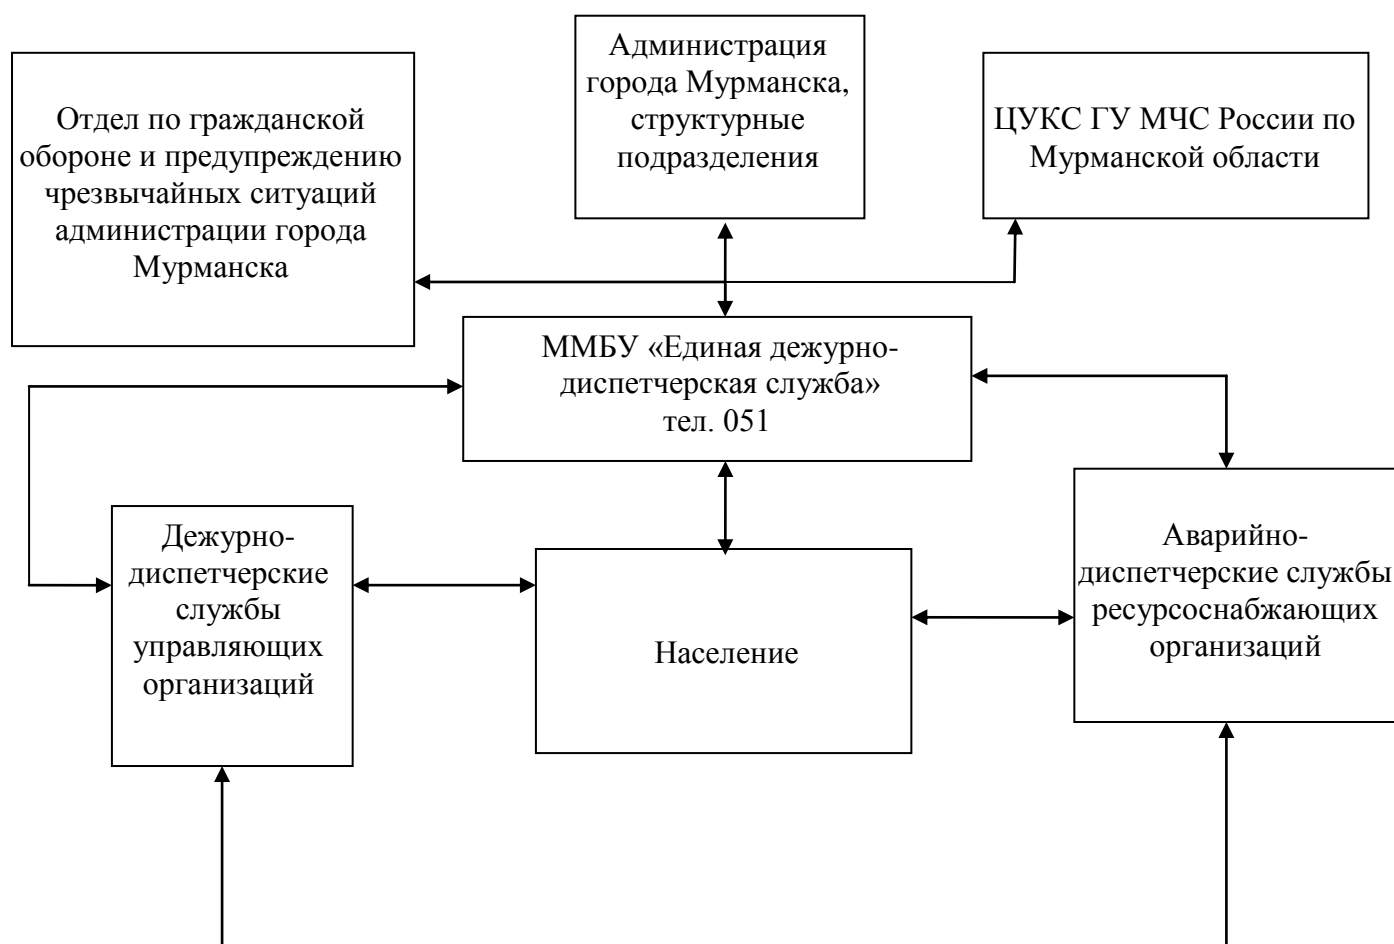 Отдел по гражданской
обороне и предупреждению
чрезвычайных ситуаций
администрации города
Мурманска
Администрация
города Мурманска,
структурные
подразделения
ЦУКС ГУ МЧС России по
Мурманской области
ММБУ «Единая дежурно-
диспетчерская служба»
тел. 051
Дежурно-
диспетчерские
службы
управляющих
организаций
Население
Аварийно-
диспетчерские службы
ресурсоснабжающих
организаций